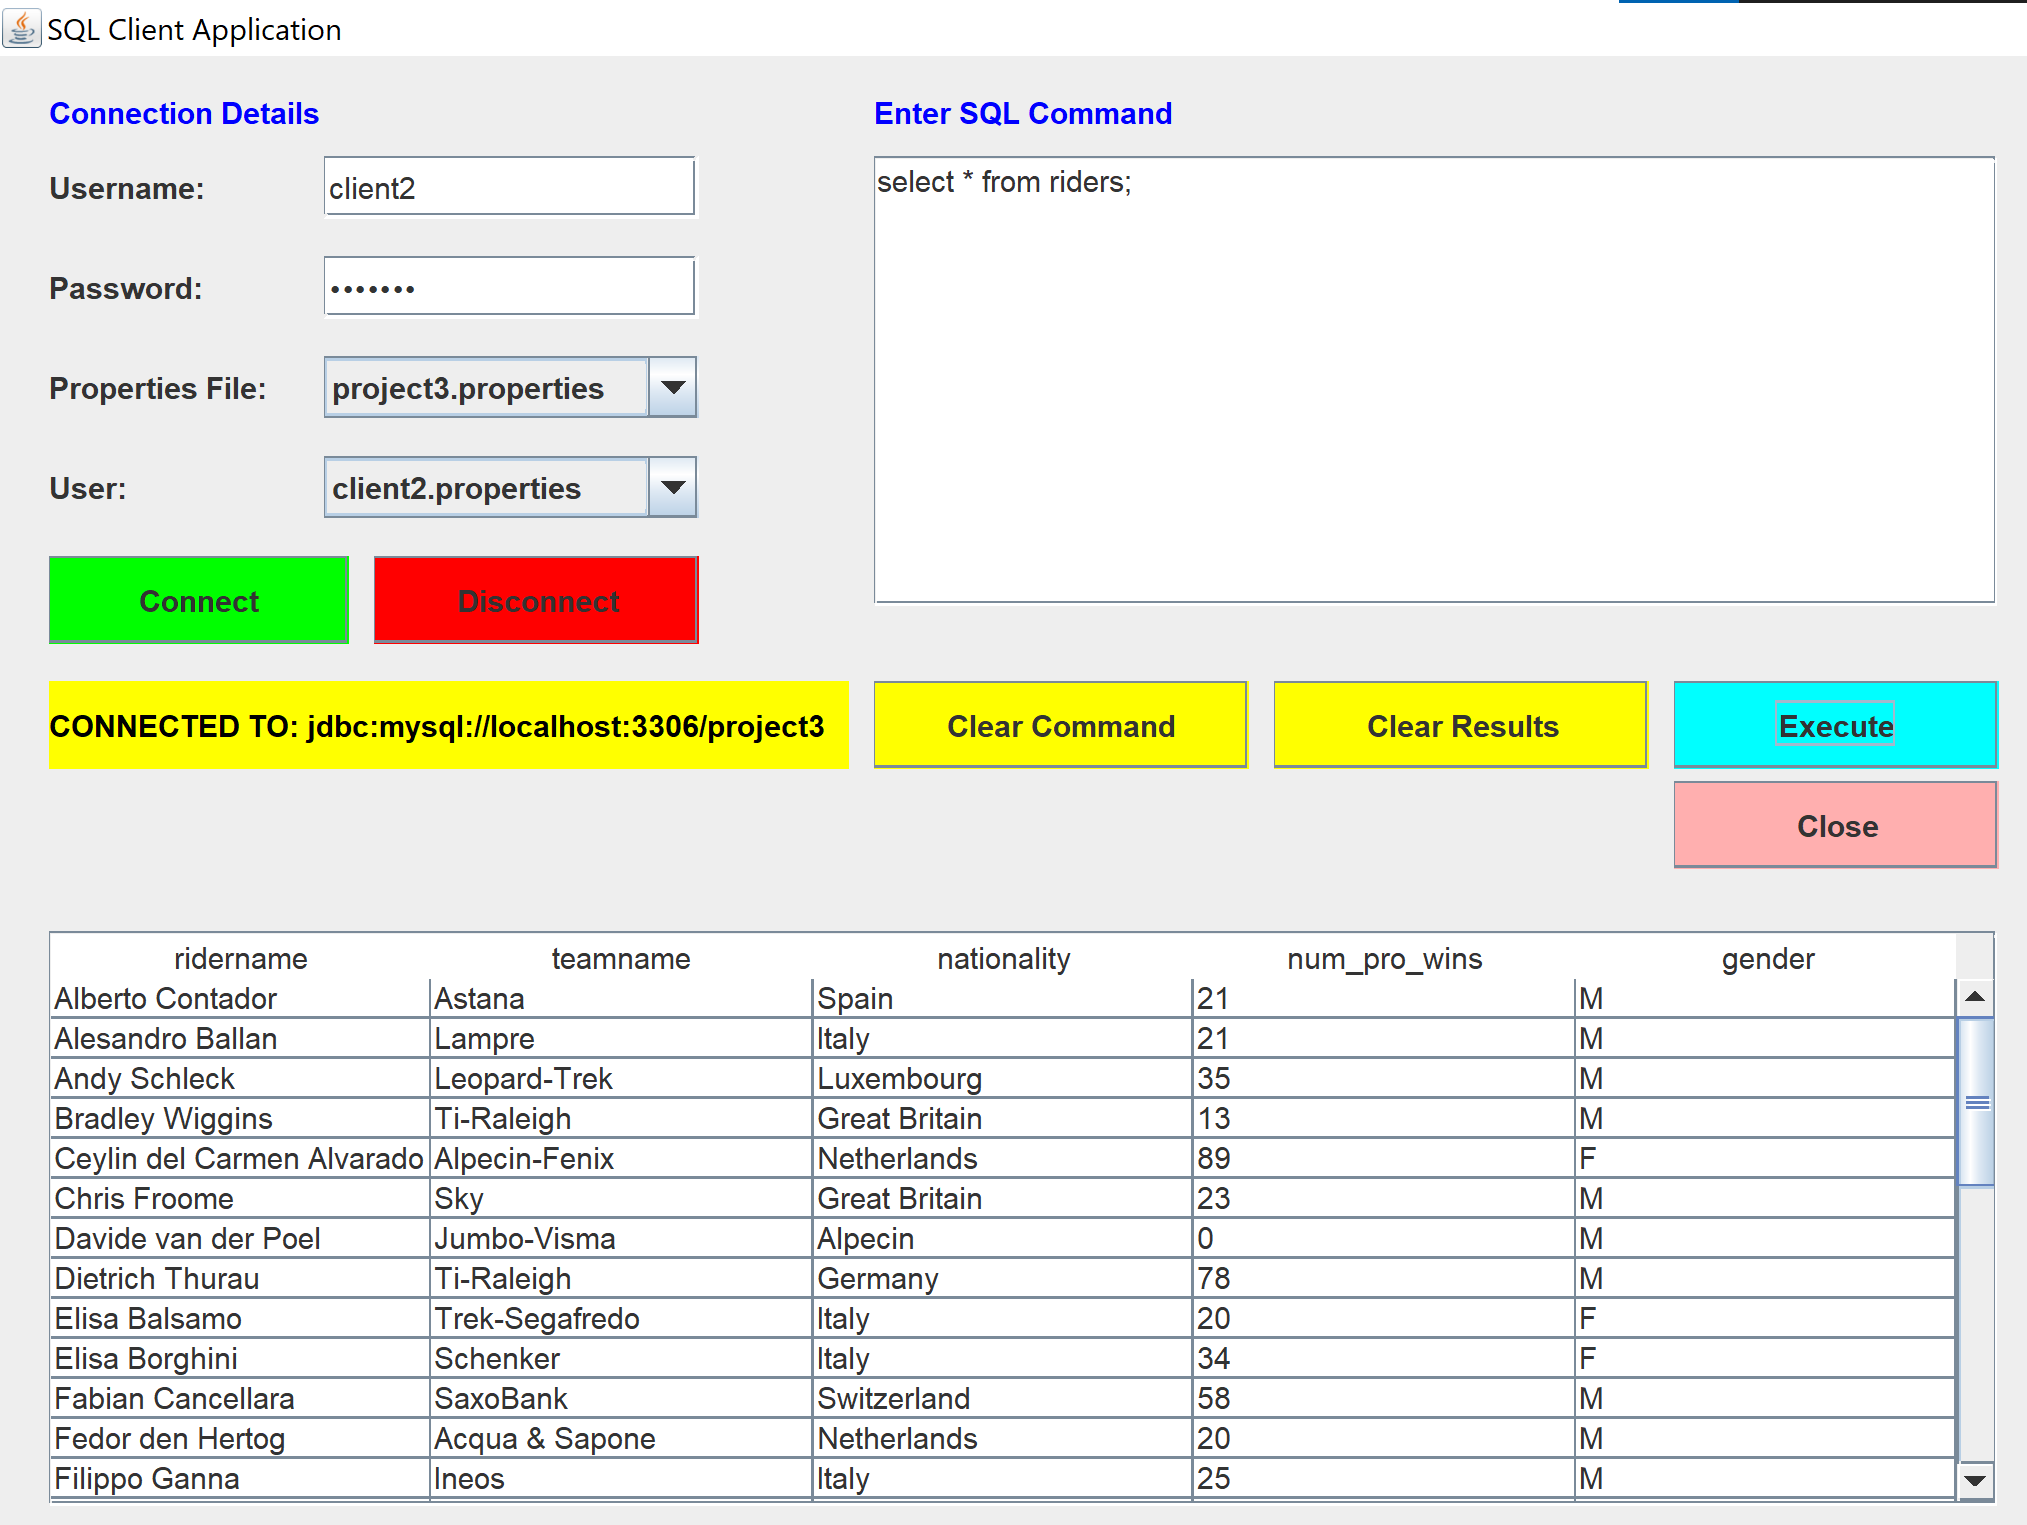 SQL Client Application
Connection Details
Enter SQL Command
Username: client2
select * from riders;
Password: •••••••
Properties File: project3.properties
User: client2.properties
Connect Disconnect
CONNECTED TO: jdbc:mysql://localhost:3306/project3
Clear Command Clear Results Execute
Close
ridername teamname nationality num_pro_wins gender
Alberto Contador Astana Spain 21 M
Alesandro Ballan Lampre Italy 21 M
Andy Schleck Leopard-Trek Luxembourg 35 M
Bradley Wiggins Ti-Raleigh Great Britain 13 M
Ceylin del Carmen Alvarado Alpecin-Fenix Netherlands 89 F
Chris Froome Sky Great Britain 23 M
Davide van der Poel Jumbo-Visma Alpecin 0 M
Dietrich Thurau Ti-Raleigh Germany 78 M
Elisa Balsamo Trek-Segafredo Italy 20 F
Elisa Borghini Schenker Italy 34 F
Fabian Cancellara SaxoBank Switzerland 58 M
Fedor den Hertog Acqua & Sapone Netherlands 20 M
Filippo Ganna Ineos Italy 25 M